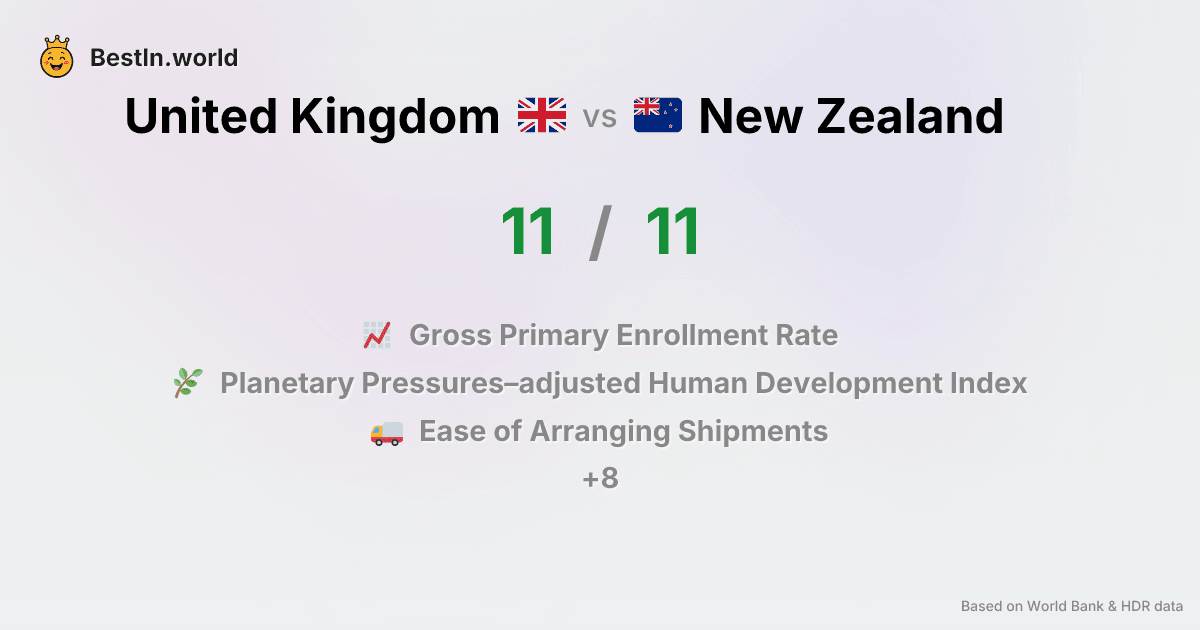 BestIn.world
United Kingdom vs New Zealand
11 / 11
Gross Primary Enrollment Rate
Planetary Pressures–adjusted Human Development Index
Ease of Arranging Shipments
+8
Based on World Bank & HDR data